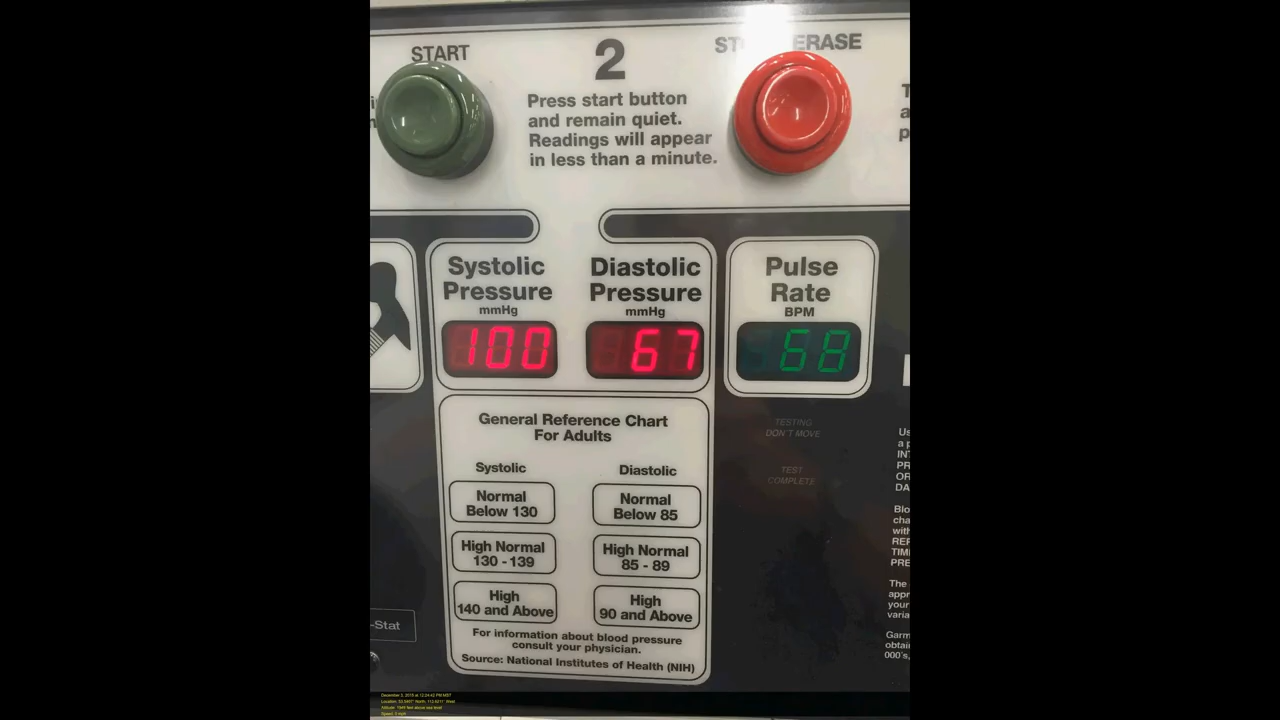 START
2
ERASE
Press start button
and remain quiet.
Readings will appear
in less than a minute.
Systolic
Pressure
mmHg
100
Diastolic
Pressure
mmHg
67
Pulse
Rate
BPM
68
General Reference Chart
For Adults
Systolic
Diastolic
Normal
Below 130
Normal
Below 85
High Normal
130 - 139
High Normal
85 - 89
High
140 and Above
High
90 and Above
For information about blood pressure
consult your physician.
Source: National Institutes of Health (NIH)
TESTING
DON'T MOVE
TEST
COMPLETE
-Stat
The
your
000's,